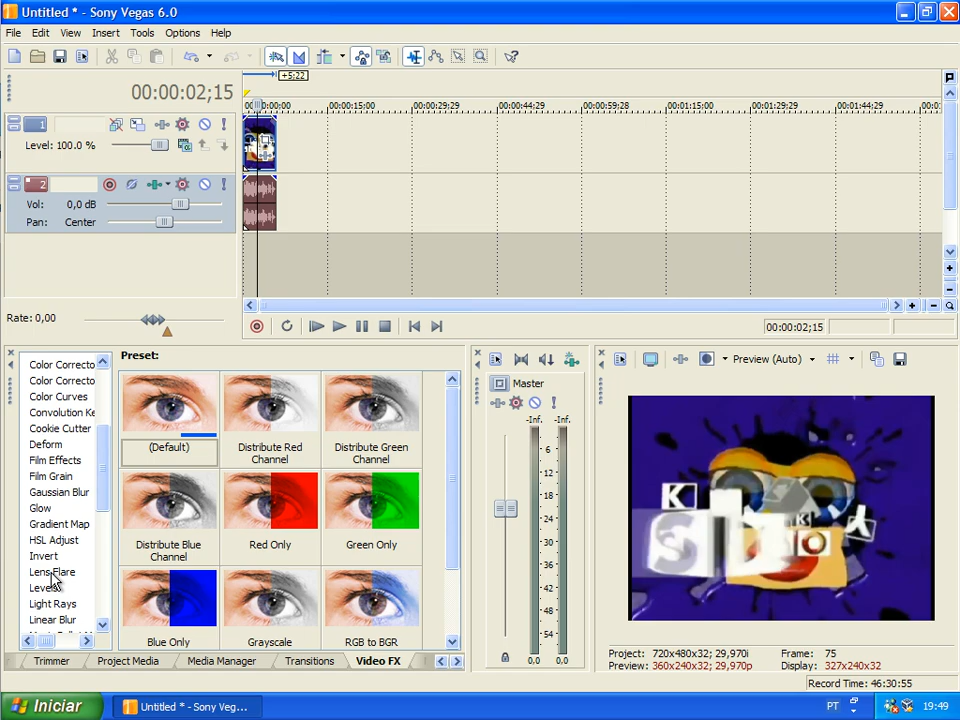 Untitled * - Sony Vegas 6.0
File Edit View Insert Tools Options Help
+5;22
00:00:02;15
00:00:15;00 00:00:29;29 00:00:44;29 00:00:59;28 00:01:15;00 00:01:29;29 00:01:44;29
1
Level: 100.0 %
2
Vol: 0,0 dB
Pan: Center
Rate: 0,00
00:00:02;15
Color Correcto
Color Correcto
Color Curves
Convolution Ke
Cookie Cutter
Deform
Film Effects
Film Grain
Gaussian Blur
Glow
Gradient Map
HSL Adjust
Invert
Lens Flare
Levels
Light Rays
Linear Blur
Preset:
(Default)
Distribute Red Channel
Distribute Green Channel
Distribute Blue Channel
Red Only
Green Only
Blue Only
Grayscale
RGB to BGR
Trimmer Project Media Media Manager Transitions Video FX
Master
-Inf. -Inf.
6
12
18
24
30
36
42
48
54
0,0 0,0
Preview (Auto)
K
Project: 720x480x32; 29,970i Frame: 75
Preview: 360x240x32; 29,970p Display: 327x240x32
Record Time: 46:30:55
Iniciar
Untitled * - Sony Veg...
PT
19:49